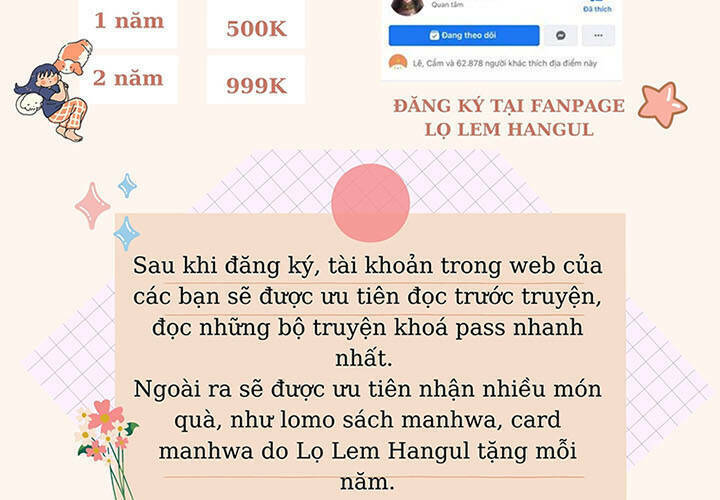 Quan tâm
Đã thích
1 năm
500K
Đang theo dõi
Lê, Cẩm và 62.878 người khác thích địa điểm này
2 năm
999K
ĐĂNG KÝ TẠI FANPAGE
LỌ LEM HANGUL
Sau khi đăng ký, tài khoản trong web của
các bạn sẽ được ưu tiên đọc trước truyện,
đọc những bộ truyện khoá pass nhanh
nhất.
Ngoài ra sẽ được ưu tiên nhận nhiều món
quà, như lomo sách manhwa, card
manhwa do Lọ Lem Hangul tặng mỗi
năm.